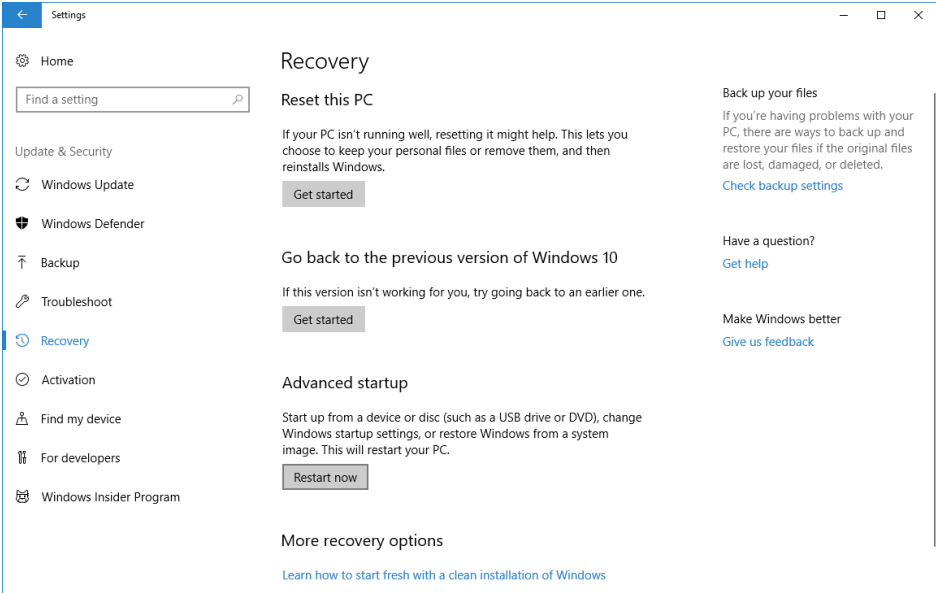 Settings
Home
Find a setting
Update & Security
Windows Update
Windows Defender
Backup
Troubleshoot
Recovery
Activation
Find my device
For developers
Windows Insider Program
Recovery
Reset this PC
If your PC isn't running well, resetting it might help. This lets you
choose to keep your personal files or remove them, and then
reinstalls Windows.
Get started
Go back to the previous version of Windows 10
If this version isn't working for you, try going back to an earlier one.
Get started
Advanced startup
Start up from a device or disc (such as a USB drive or DVD), change
Windows startup settings, or restore Windows from a system
image. This will restart your PC.
Restart now
More recovery options
Learn how to start fresh with a clean installation of Windows
Back up your files
If you're having problems with your
PC, there are ways to back up and
restore your files if the original files
are lost, damaged, or deleted.
Check backup settings
Have a question?
Get help
Make Windows better
Give us feedback